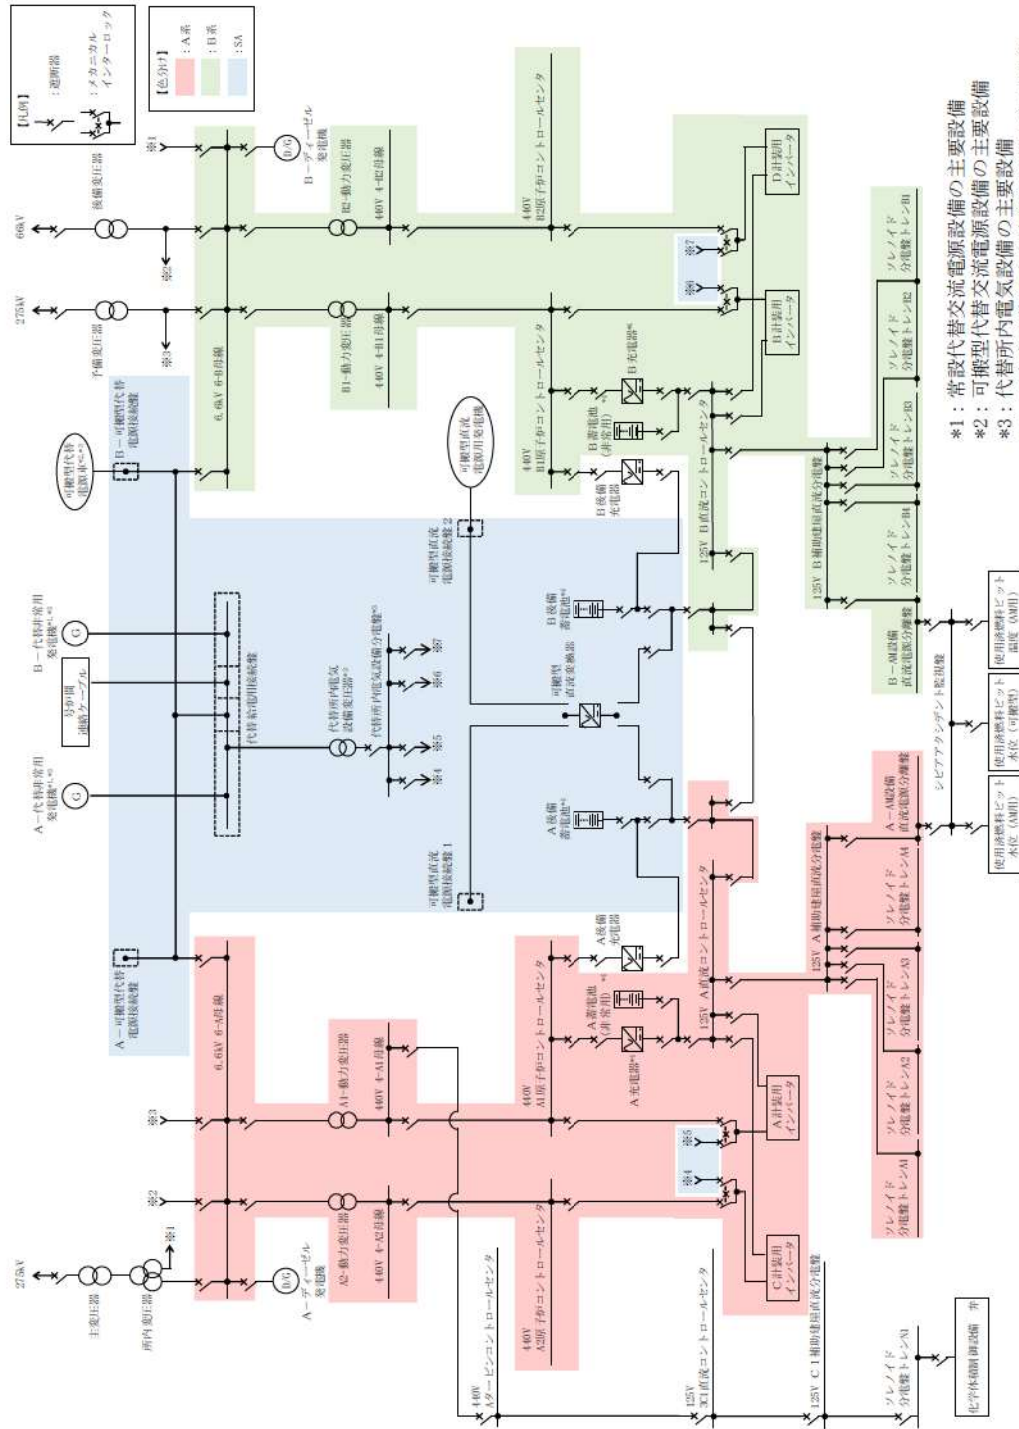 【凡例】
:遮断器
:メカニカル
インターロック
【色分け】
:A系
:B系
:SA
275kV
主変圧器
所内変圧器
※1
※2
※3
275kV
予備変圧器
※3
66kV
後備変圧器
※2
※1
A-ディーゼル
発電機
D/G
6.6kV 6-A母線
A-可搬型代替
電源接続盤
A-代替非常用
発電機*1,*3
G
号炉間
連絡ケーブル
B-代替非常用
発電機*1,*3
G
可搬型代替
電源車*2,*3
B-可搬型代替
電源接続盤
6.6kV 6-B母線
D/G
B-ディーゼル
発電機
代替給電用接続盤
代替所内電気
設備変圧器*3
代替所内電気設備分電盤*3
※4
※5
※6
※7
A2-動力変圧器
440V 4-A2母線
A1-動力変圧器
440V 4-A1母線
B1-動力変圧器
440V 4-B1母線
B2-動力変圧器
440V 4-B2母線
440V
Aタービンコントロールセンタ
440V
A2原子炉コントロールセンタ
440V
A1原子炉コントロールセンタ
可搬型直流
電源接続盤1
可搬型直流
電源接続盤2
可搬型直流
電源用発電機
440V
B1原子炉コントロールセンタ
440V
B2原子炉コントロールセンタ
A充電器
A蓄電池
(非常用)
A後備
充電器
A後備
蓄電池
可搬型
直流変換器
B後備
蓄電池
B後備
充電器
B蓄電池
(非常用)
B充電器
※4
※5
※6
※7
125V
3C1直流コントロールセンタ
C計装用
インバータ
A計装用
インバータ
125V A直流コントロールセンタ
125V B直流コントロールセンタ
B計装用
インバータ
D計装用
インバータ
125V C1補助建屋直流分電盤
125V A補助建屋直流分電盤
125V B補助建屋直流分電盤
ソレノイド
分電盤トレンN1
ソレノイド
分電盤トレンA1
ソレノイド
分電盤トレンA2
ソレノイド
分電盤トレンA3
ソレノイド
分電盤トレンA4
A-AM設備
直流電源分離盤
B-AM設備
直流電源分離盤
ソレノイド
分電盤トレンB4
ソレノイド
分電盤トレンB3
ソレノイド
分電盤トレンB2
ソレノイド
分電盤トレンB1
シビアアクシデント監視盤
化学体積制御設備 弁
使用済燃料ピット
水位(AM用)
使用済燃料ピット
水位(可搬型)
使用済燃料ピット
温度(AM用)
*1:常設代替交流電源設備の主要設備
*2:可搬型代替交流電源設備の主要設備
*3:代替所内電気設備の主要設備